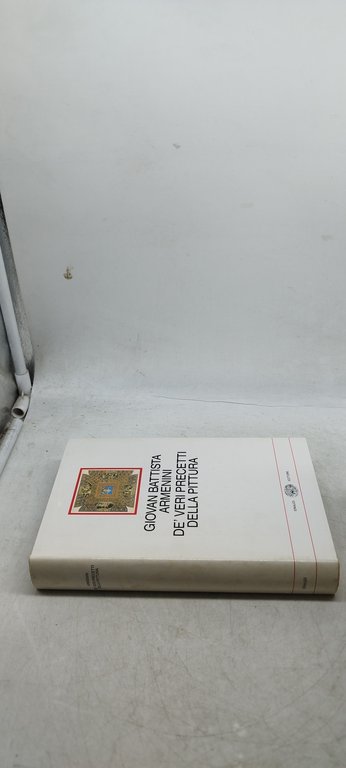 GIOVAN BATTISTA
ARMENINI
DE' VERI PRECETTI
DELLA PITTURA